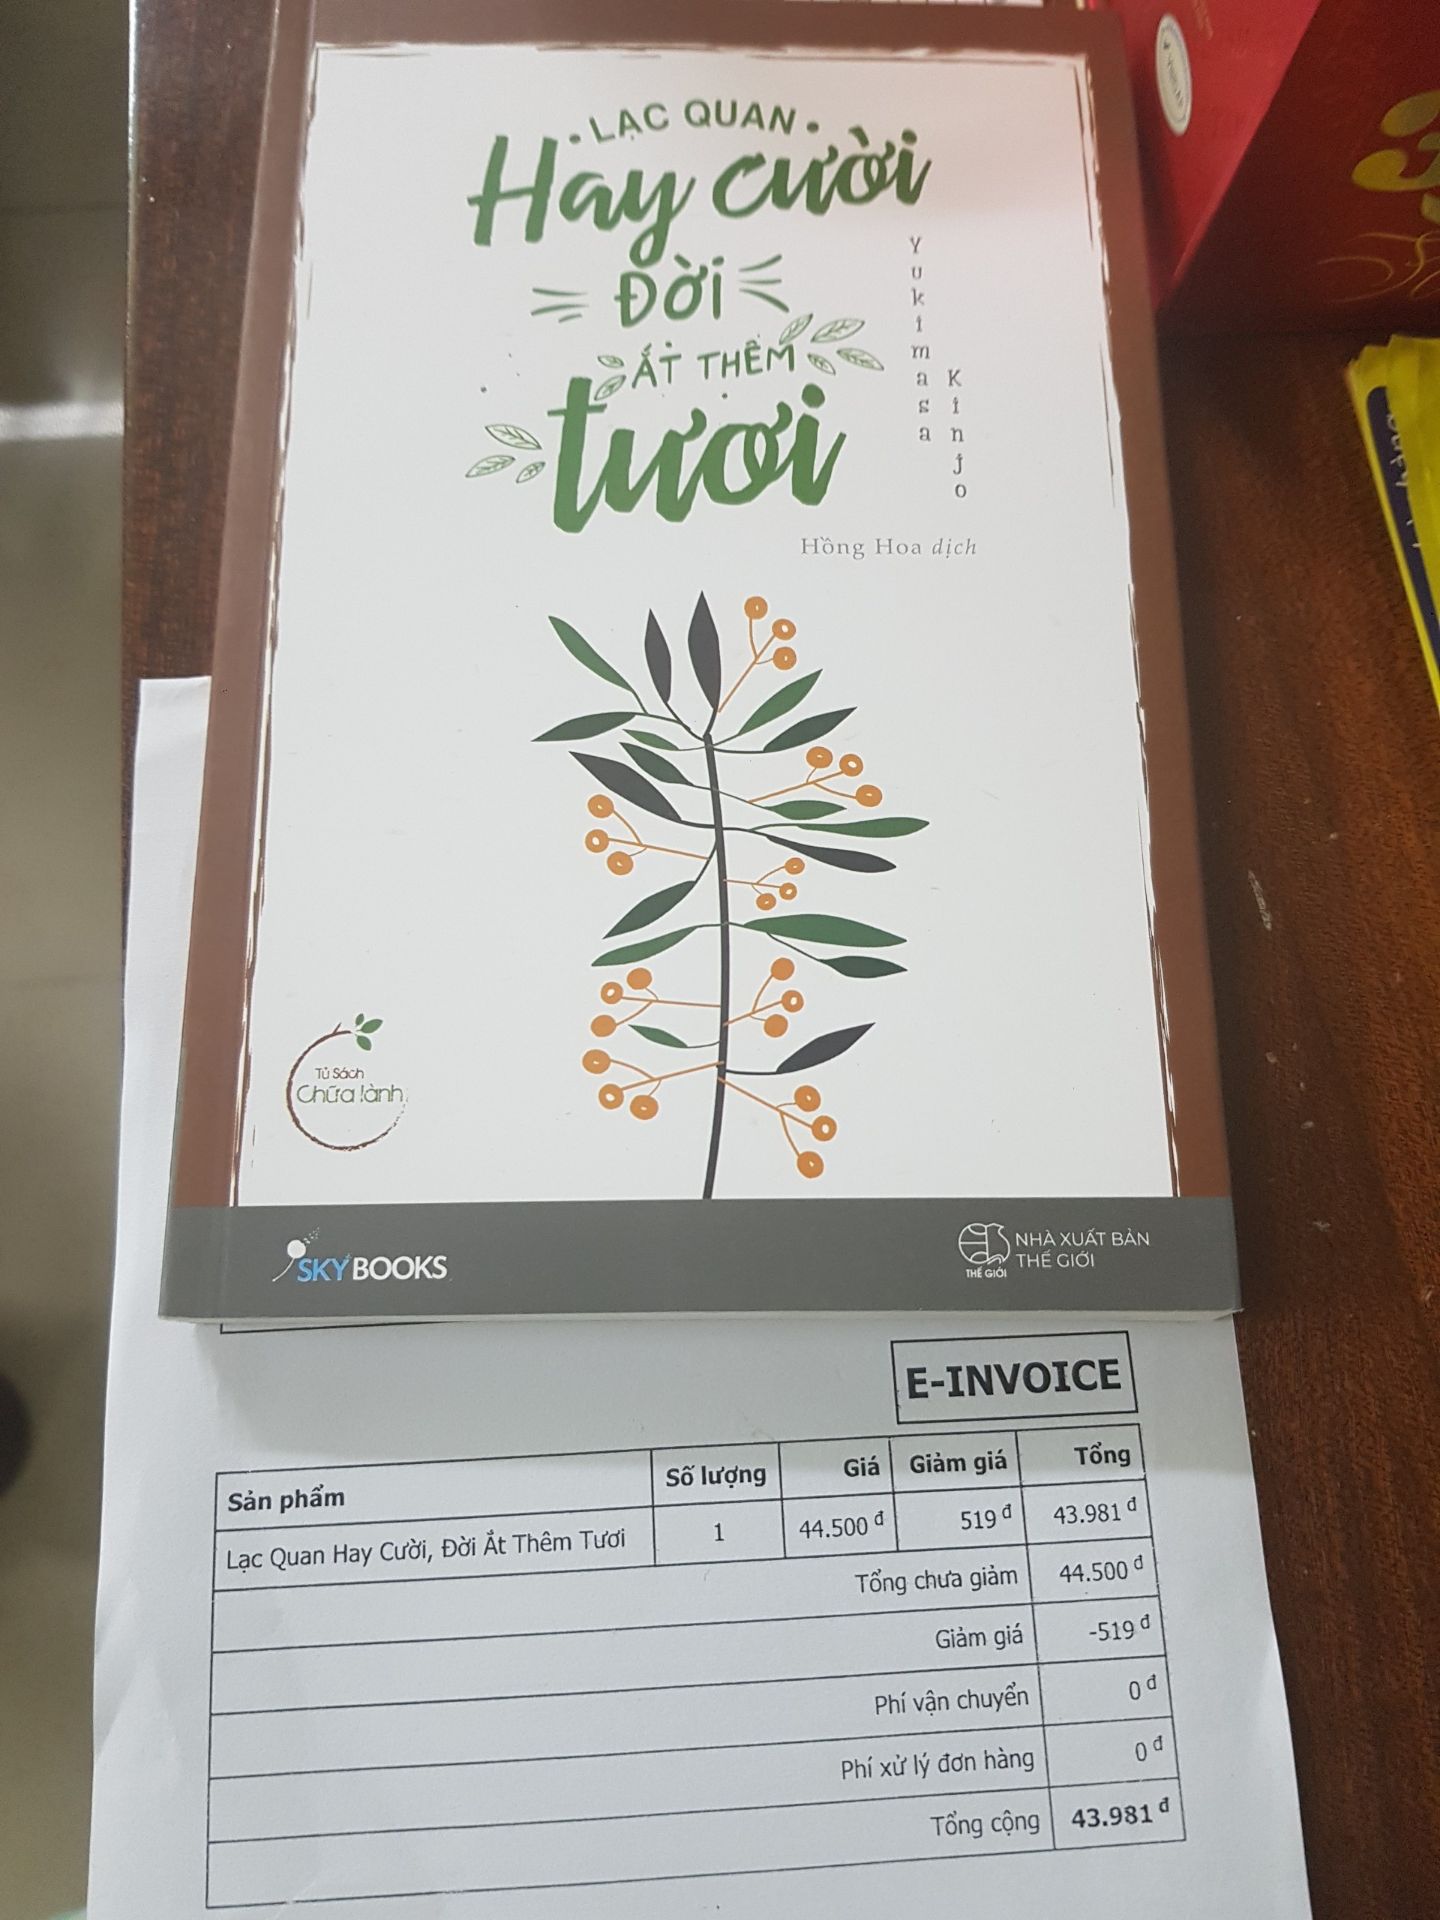 LẠC QUAN
Hay cười
ĐỜI
ẮT THÊM
tươi
Yukimasa
Kinjo
Hồng Hoa dịch
Tủ Sách
Chữa lành
SKYBOOKS
THẾ GIỚI
NHÀ XUẤT BẢN
THẾ GIỚI
E-INVOICE
Sản phẩm Số lượng Giá Giảm giá Tổng
Lạc Quan Hay Cười, Đời Ắt Thêm Tươi 1 44.500 đ 519 đ 43.981 đ
Tổng chưa giảm 44.500 đ
Giảm giá -519 đ
Phí vận chuyển 0 đ
Phí xử lý đơn hàng 0 đ
Tổng cộng 43.981 đ